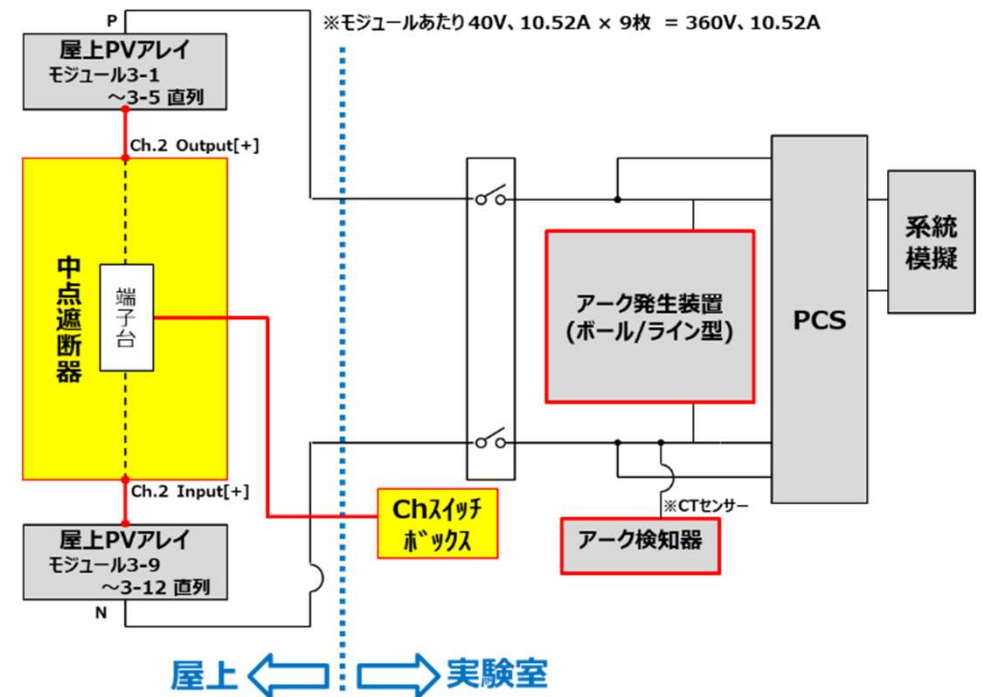 ※モジュールあたり40V、10.52A × 9枚 = 360V、10.52A
P
屋上PVアレイ
モジュール3-1
～3-5 直列
Ch.2 Output[+]
中点遮断器
端子台
Ch.2 Input[+]
屋上PVアレイ
モジュール3-9
～3-12 直列
N
Chスイッチ
ボックス
アーク発生装置
(ボール/ライン型)
※CTセンサー
アーク検知器
PCS
系統
模擬
屋上
実験室